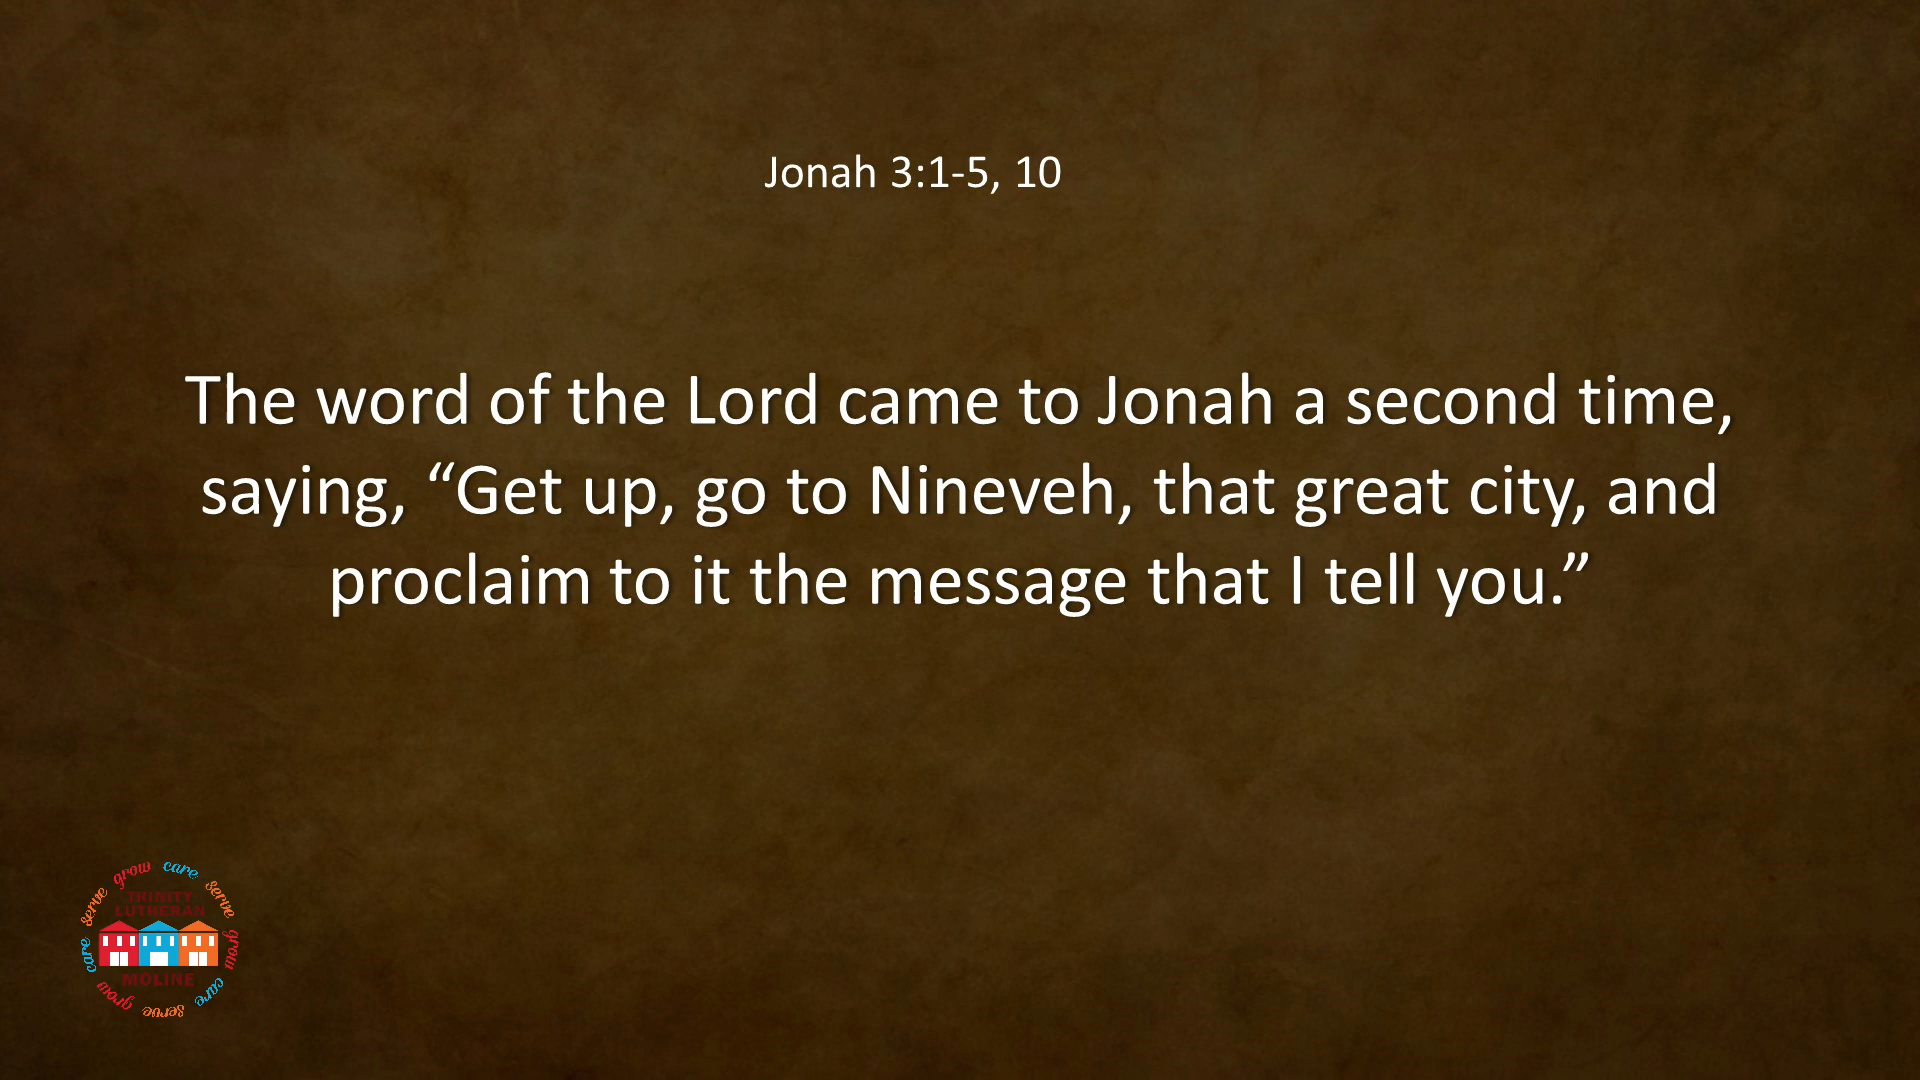 Jonah 3:1-5, 10
The word of the Lord came to Jonah a second time,
saying, “Get up, go to Nineveh, that great city, and
proclaim to it the message that I tell you.”
grow care serve grow care serve grow care serve
TRINITY
LUTHERAN
MOLINE